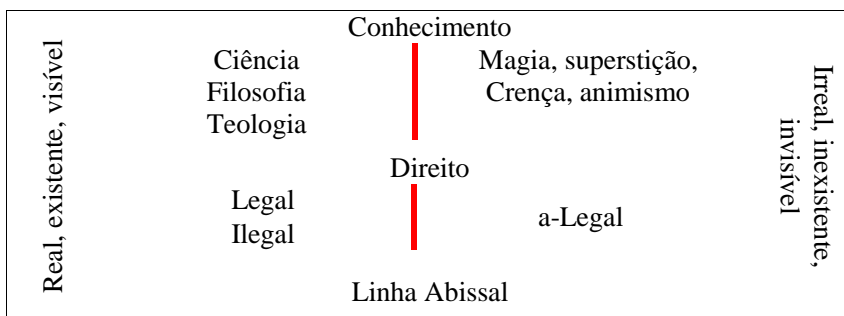 Real, existente, visível
Conhecimento
Ciência
Filosofia
Teologia
Magia, superstição,
Crença, animismo
Direito
Legal
Ilegal
a-Legal
Linha Abissal
Irreal, inexistente,
invisível